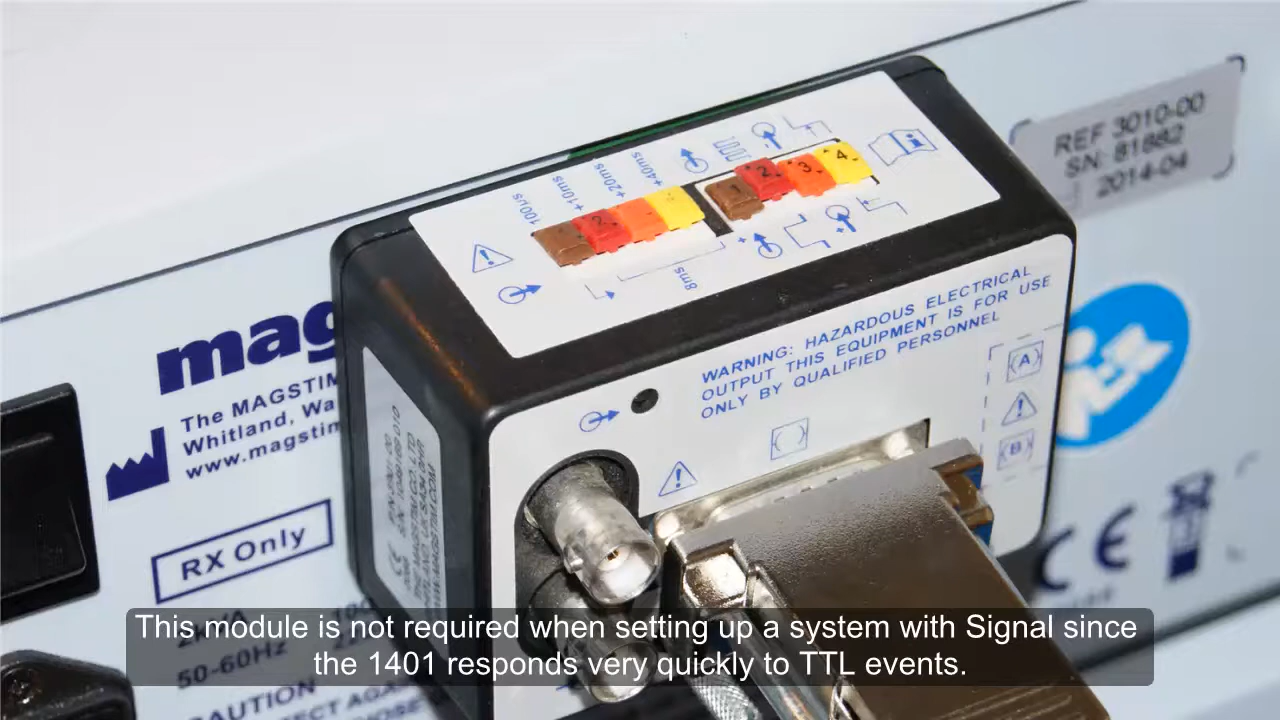 REF 3010-00
SN: 81882
2014-04
+40ms
+20ms
+10ms
100µs
2
3
4
2
8ms
WARNING: HAZARDOUS ELECTRICAL
OUTPUT THIS EQUIPMENT IS FOR USE
ONLY BY QUALIFIED PERSONNEL
(A)
(B)
mag
The MAGSTIM
Whitland, Wa
www.magstim
RX Only
CE
50-60Hz
CAUTION
This module is not required when setting up a system with Signal since
the 1401 responds very quickly to TTL events.